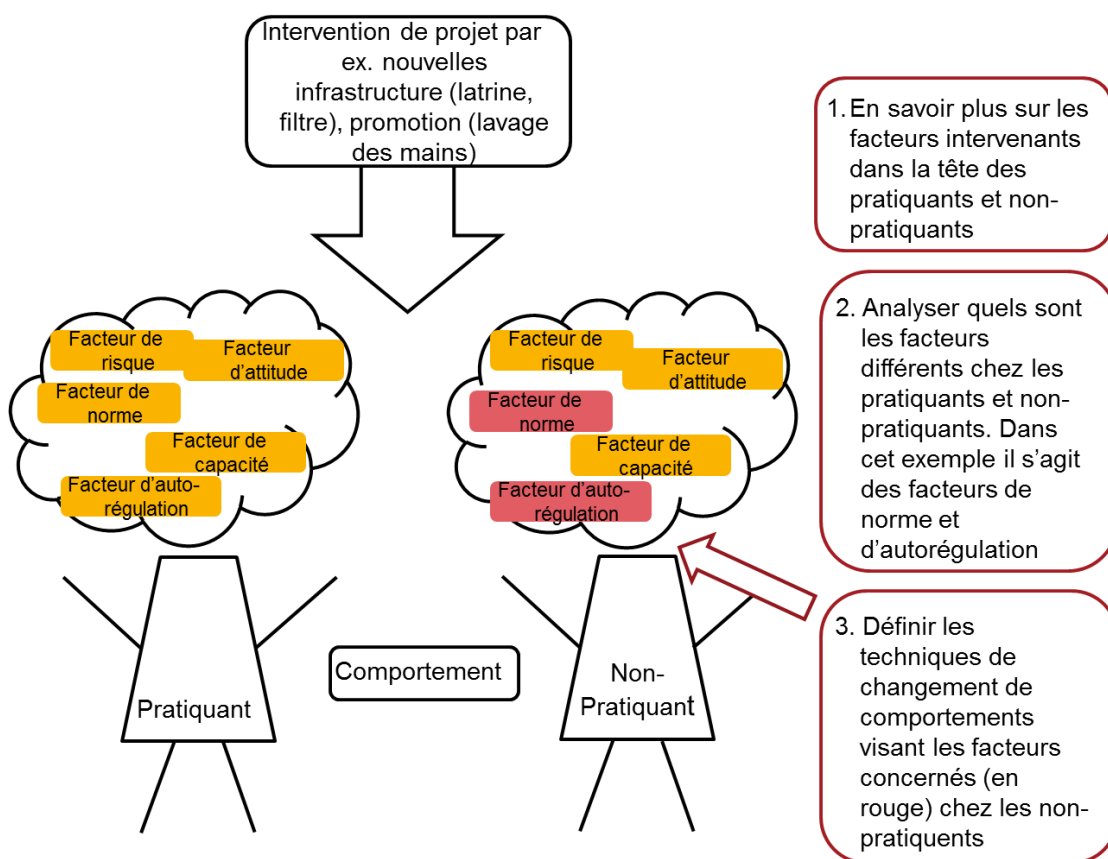 Intervention de projet par
ex. nouvelles
infrastructure (latrine,
filtre), promotion (lavage
des mains)
1. En savoir plus sur les
facteurs intervenants
dans la tête des
pratiquants et non-
pratiquants
Facteur de
risque
Facteur
d’attitude
Facteur de
norme
Facteur de
capacité
Facteur d’auto-
régulation
Facteur de
risque
Facteur
d’attitude
Facteur de
norme
Facteur de
capacité
Facteur d’auto-
régulation
2. Analyser quels sont
les facteurs
différents chez les
pratiquants et non-
pratiquants. Dans
cet exemple il s’agit
des facteurs de
norme et
d’autorégulation
Pratiquant
Comportement
Non-
Pratiquant
3. Définir les
techniques de
changement de
comportements
visant les facteurs
concernés (en
rouge) chez les non-
pratiquents